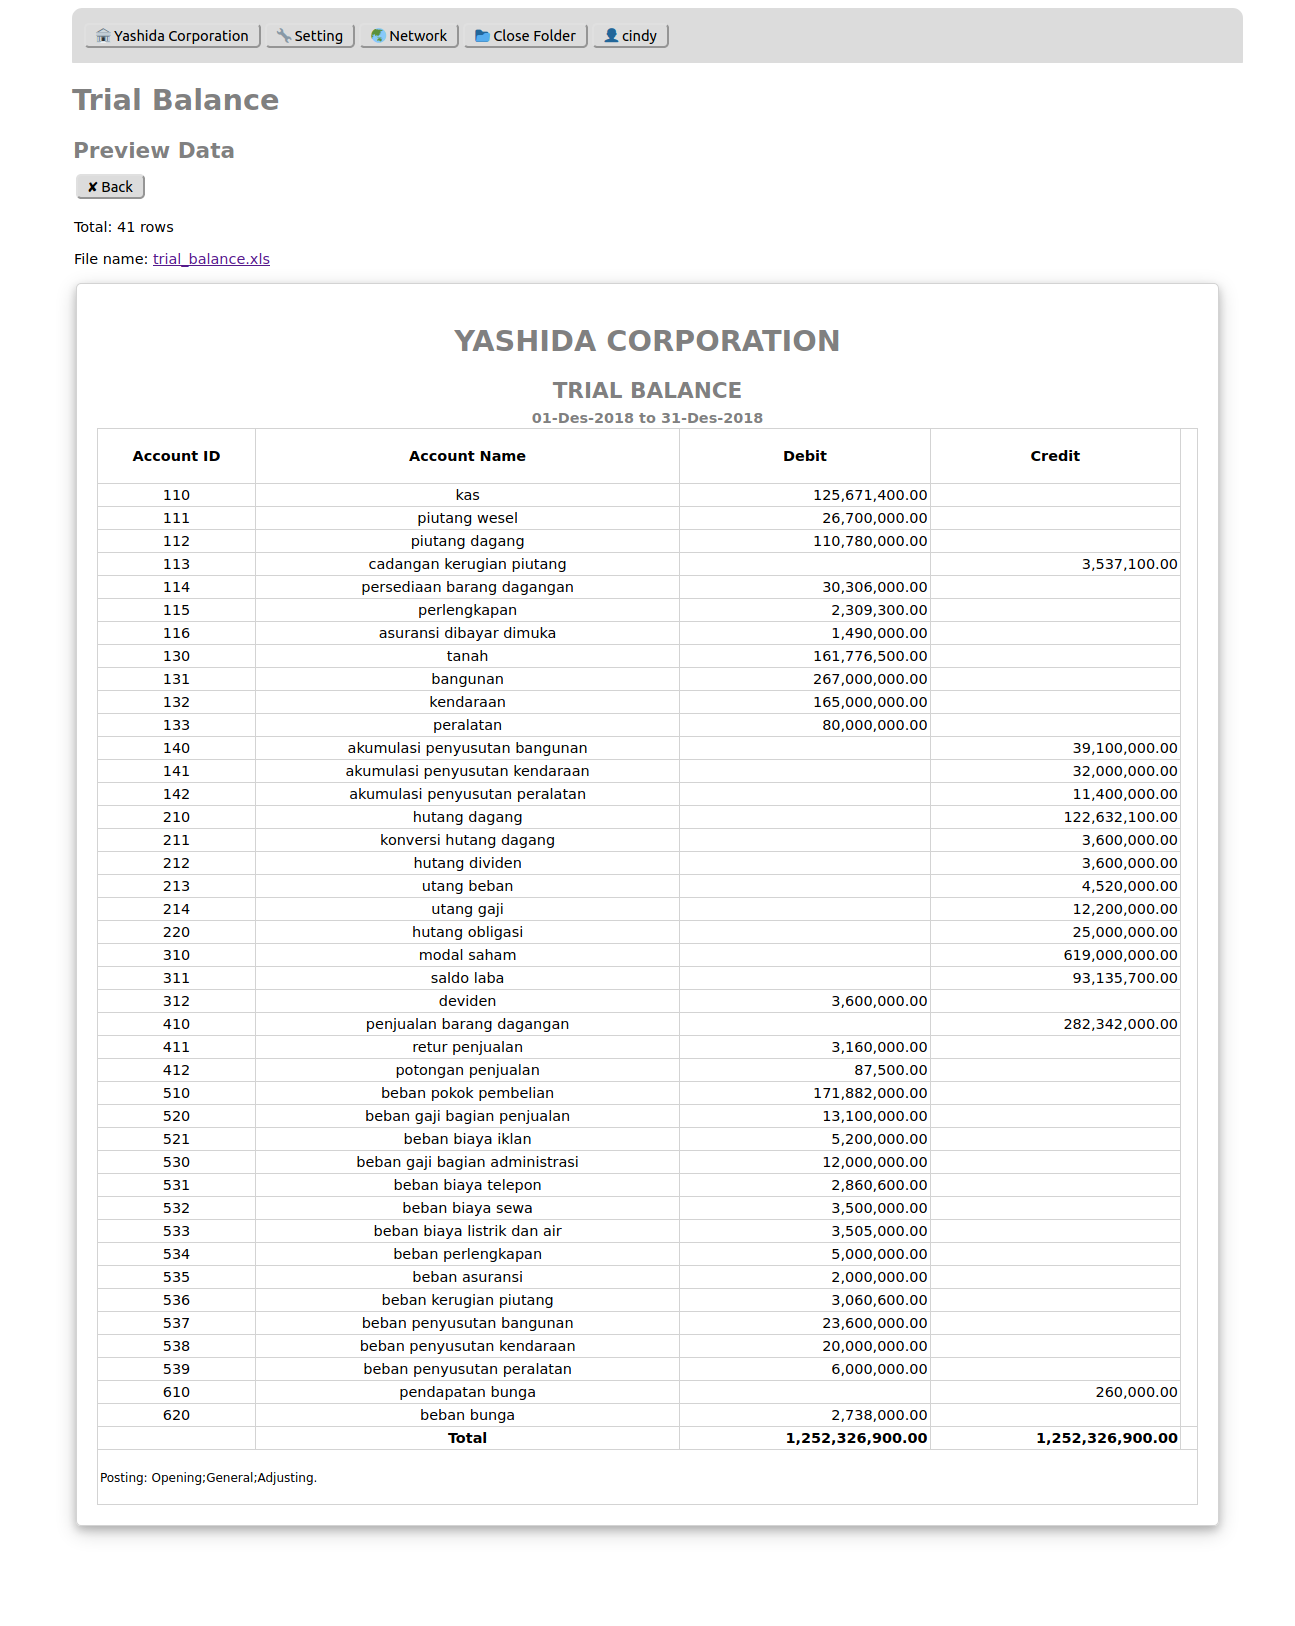 Yashida Corporation Setting Network Close Folder cindy
Trial Balance
Preview Data
✘ Back
Total: 41 rows
File name: trial_balance.xls
YASHIDA CORPORATION
TRIAL BALANCE
01-Des-2018 to 31-Des-2018
Account ID Account Name Debit Credit
110 kas 125,671,400.00
111 piutang wesel 26,700,000.00
112 piutang dagang 110,780,000.00
113 cadangan kerugian piutang 3,537,100.00
114 persediaan barang dagangan 30,306,000.00
115 perlengkapan 2,309,300.00
116 asuransi dibayar dimuka 1,490,000.00
130 tanah 161,776,500.00
131 bangunan 267,000,000.00
132 kendaraan 165,000,000.00
133 peralatan 80,000,000.00
140 akumulasi penyusutan bangunan 39,100,000.00
141 akumulasi penyusutan kendaraan 32,000,000.00
142 akumulasi penyusutan peralatan 11,400,000.00
210 hutang dagang 122,632,100.00
211 konversi hutang dagang 3,600,000.00
212 hutang dividen 3,600,000.00
213 utang beban 4,520,000.00
214 utang gaji 12,200,000.00
220 hutang obligasi 25,000,000.00
310 modal saham 619,000,000.00
311 saldo laba 93,135,700.00
312 deviden 3,600,000.00
410 penjualan barang dagangan 282,342,000.00
411 retur penjualan 3,160,000.00
412 potongan penjualan 87,500.00
510 beban pokok pembelian 171,882,000.00
520 beban gaji bagian penjualan 13,100,000.00
521 beban biaya iklan 5,200,000.00
530 beban gaji bagian administrasi 12,000,000.00
531 beban biaya telepon 2,860,600.00
532 beban biaya sewa 3,500,000.00
533 beban biaya listrik dan air 3,505,000.00
534 beban perlengkapan 5,000,000.00
535 beban asuransi 2,000,000.00
536 beban kerugian piutang 3,060,600.00
537 beban penyusutan bangunan 23,600,000.00
538 beban penyusutan kendaraan 20,000,000.00
539 beban penyusutan peralatan 6,000,000.00
610 pendapatan bunga 260,000.00
620 beban bunga 2,738,000.00
Total 1,252,326,900.00 1,252,326,900.00
Posting: Opening;General;Adjusting.